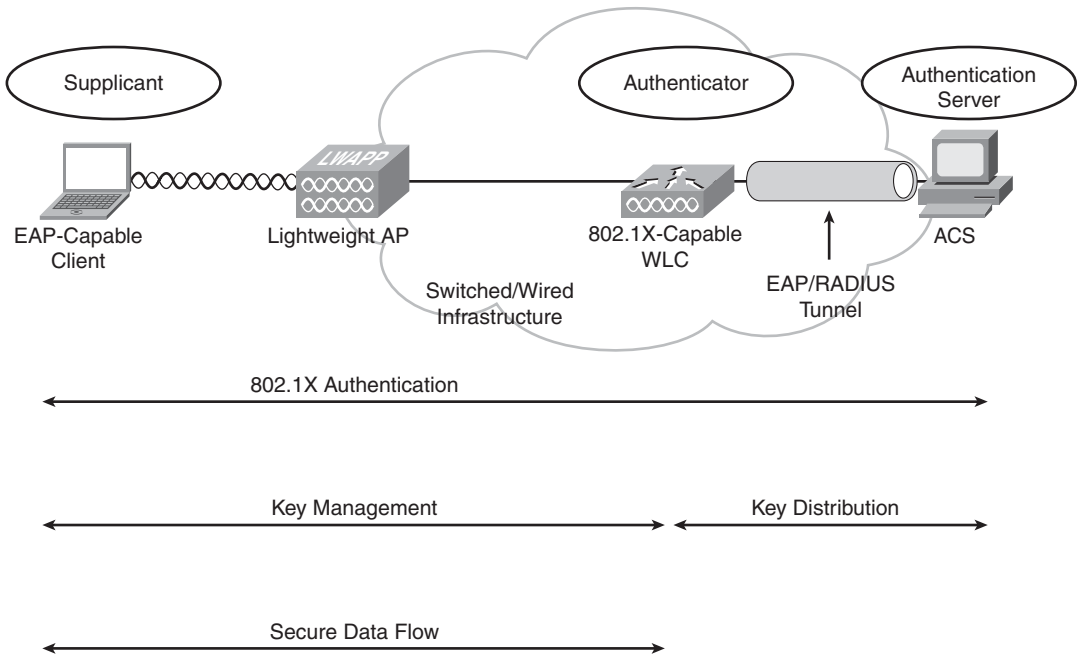 Supplicant
Authenticator
Authentication
Server
LWAPP
EAP-Capable
Client
Lightweight AP
802.1X-Capable
WLC
ACS
Switched/Wired
Infrastructure
EAP/RADIUS
Tunnel
802.1X Authentication
Key Management
Key Distribution
Secure Data Flow